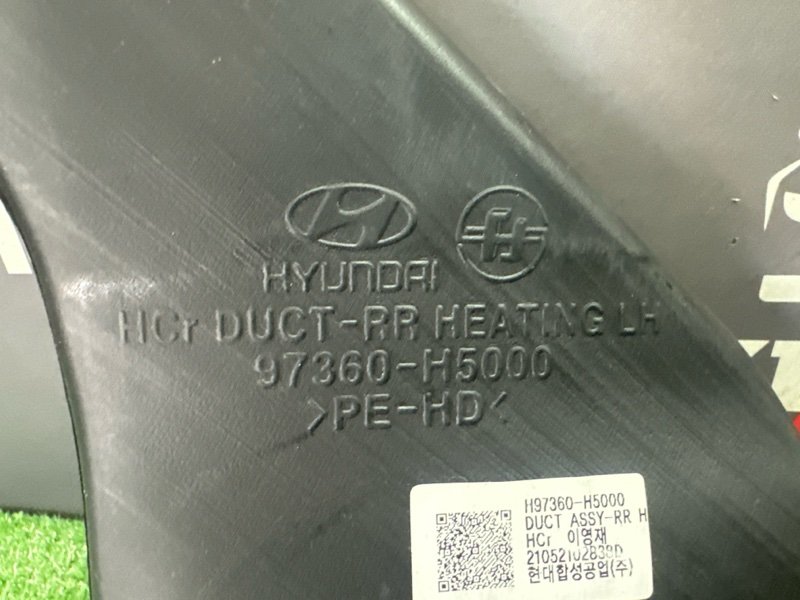 HYUNDAI
HCr DUCT-RR HEATING LH
97360-H5000
>PE-HD<
H97360-H5000
DUCT ASSY-RR H
HCr 이영재
21052102838D
현대합성공업(주)